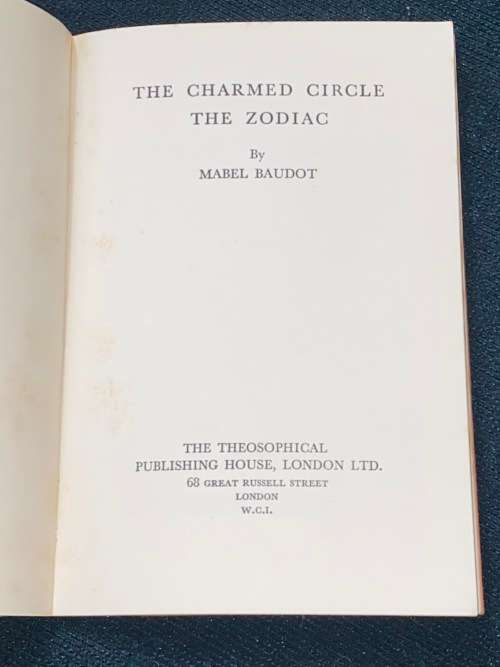 THE CHARMED CIRCLE
THE ZODIAC
By
MABEL BAUDOT
THE THEOSOPHICAL
PUBLISHING HOUSE, LONDON LTD.
68 GREAT RUSSELL STREET
LONDON
W.C.I.